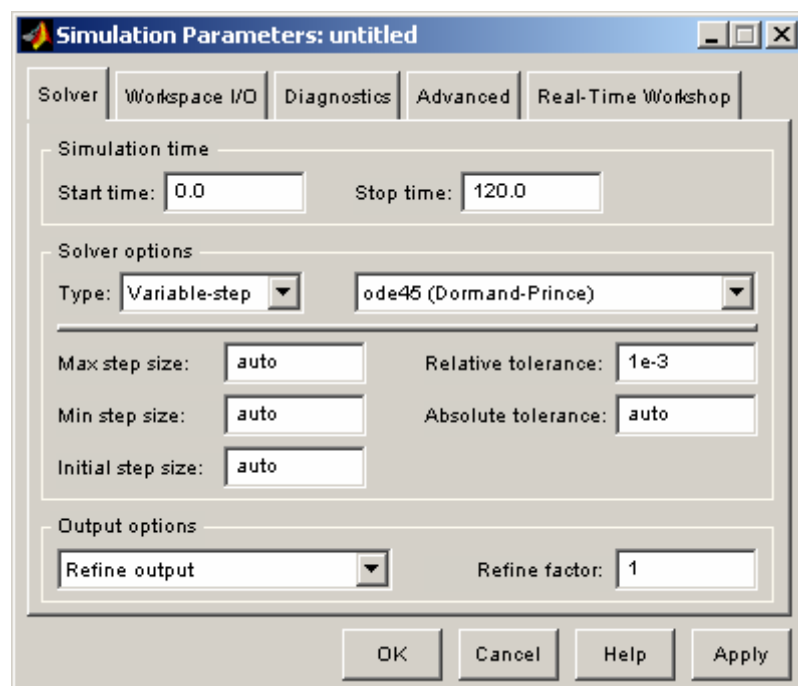 Simulation Parameters: untitled
Solver Workspace I/O Diagnostics Advanced Real-Time Workshop
Simulation time
Start time: 0.0 Stop time: 120.0
Solver options
Type: Variable-step ode45 (Dormand-Prince)
Max step size: auto Relative tolerance: 1e-3
Min step size: auto Absolute tolerance: auto
Initial step size: auto
Output options
Refine output Refine factor: 1
OK Cancel Help Apply